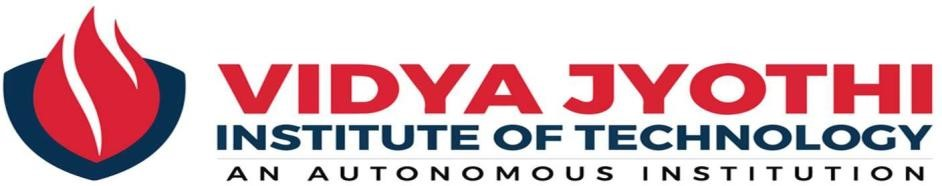 VIDYA JYOTHI
INSTITUTE OF TECHNOLOGY
AN AUTONOMOUS INSTITUTION